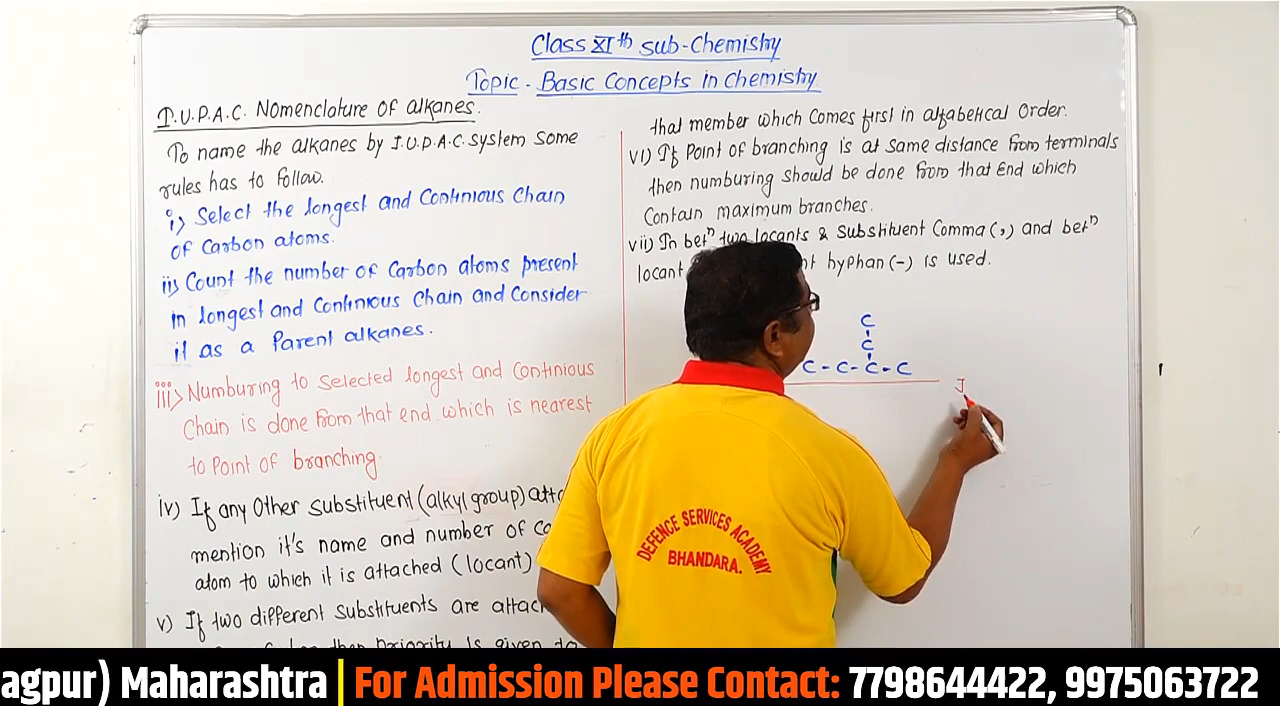 Class XIth sub-Chemistry
Topic - Basic Concepts in Chemistry
I.U.P.A.C. Nomenclature of alkanes.
To name the alkanes by I.U.P.A.C. system some
rules has to follow.
i) Select the longest and Continious Chain
of Carbon atoms.
ii) Count the number of Carbon atoms present
in longest and Continious Chain and Consider
it as a Parent alkanes.
iii) Numburing to selected longest and Continious
Chain is done from that end which is nearest
to Point of branching.
iv) If any Other substituent (alkyl group)
mention it's name and number of
atom to which it is attached (locant)
v) If two different substituents are
then priority is given to
that member which Comes first in alfabetical Order.
vi) If Point of branching is at same distance from terminals
then numburing should be done from that End which
Contain maximum branches.
vii) In betn two locants & substituent Comma (,) and betn
locant hyphan (-) is used.
C
C
C - C - C - C
DEFENCE SERVICES ACADEMY
BHANDARA.
agpur) Maharashtra | For Admission Please Contact: 7798644422, 9975063722